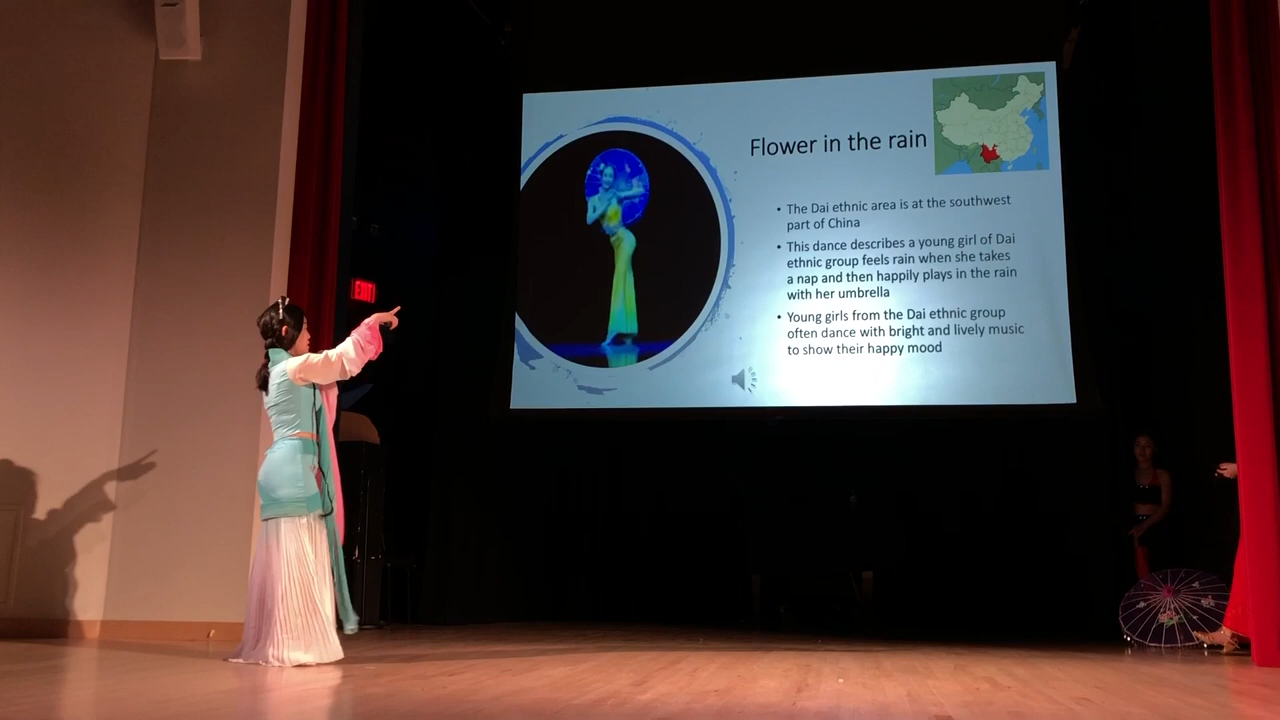 EXIT
Flower in the rain
• The Dai ethnic area is at the southwest
part of China
• This dance describes a young girl of Dai
ethnic group feels rain when she takes
a nap and then happily plays in the rain
with her umbrella
• Young girls from the Dai ethnic group
often dance with bright and lively music
to show their happy mood